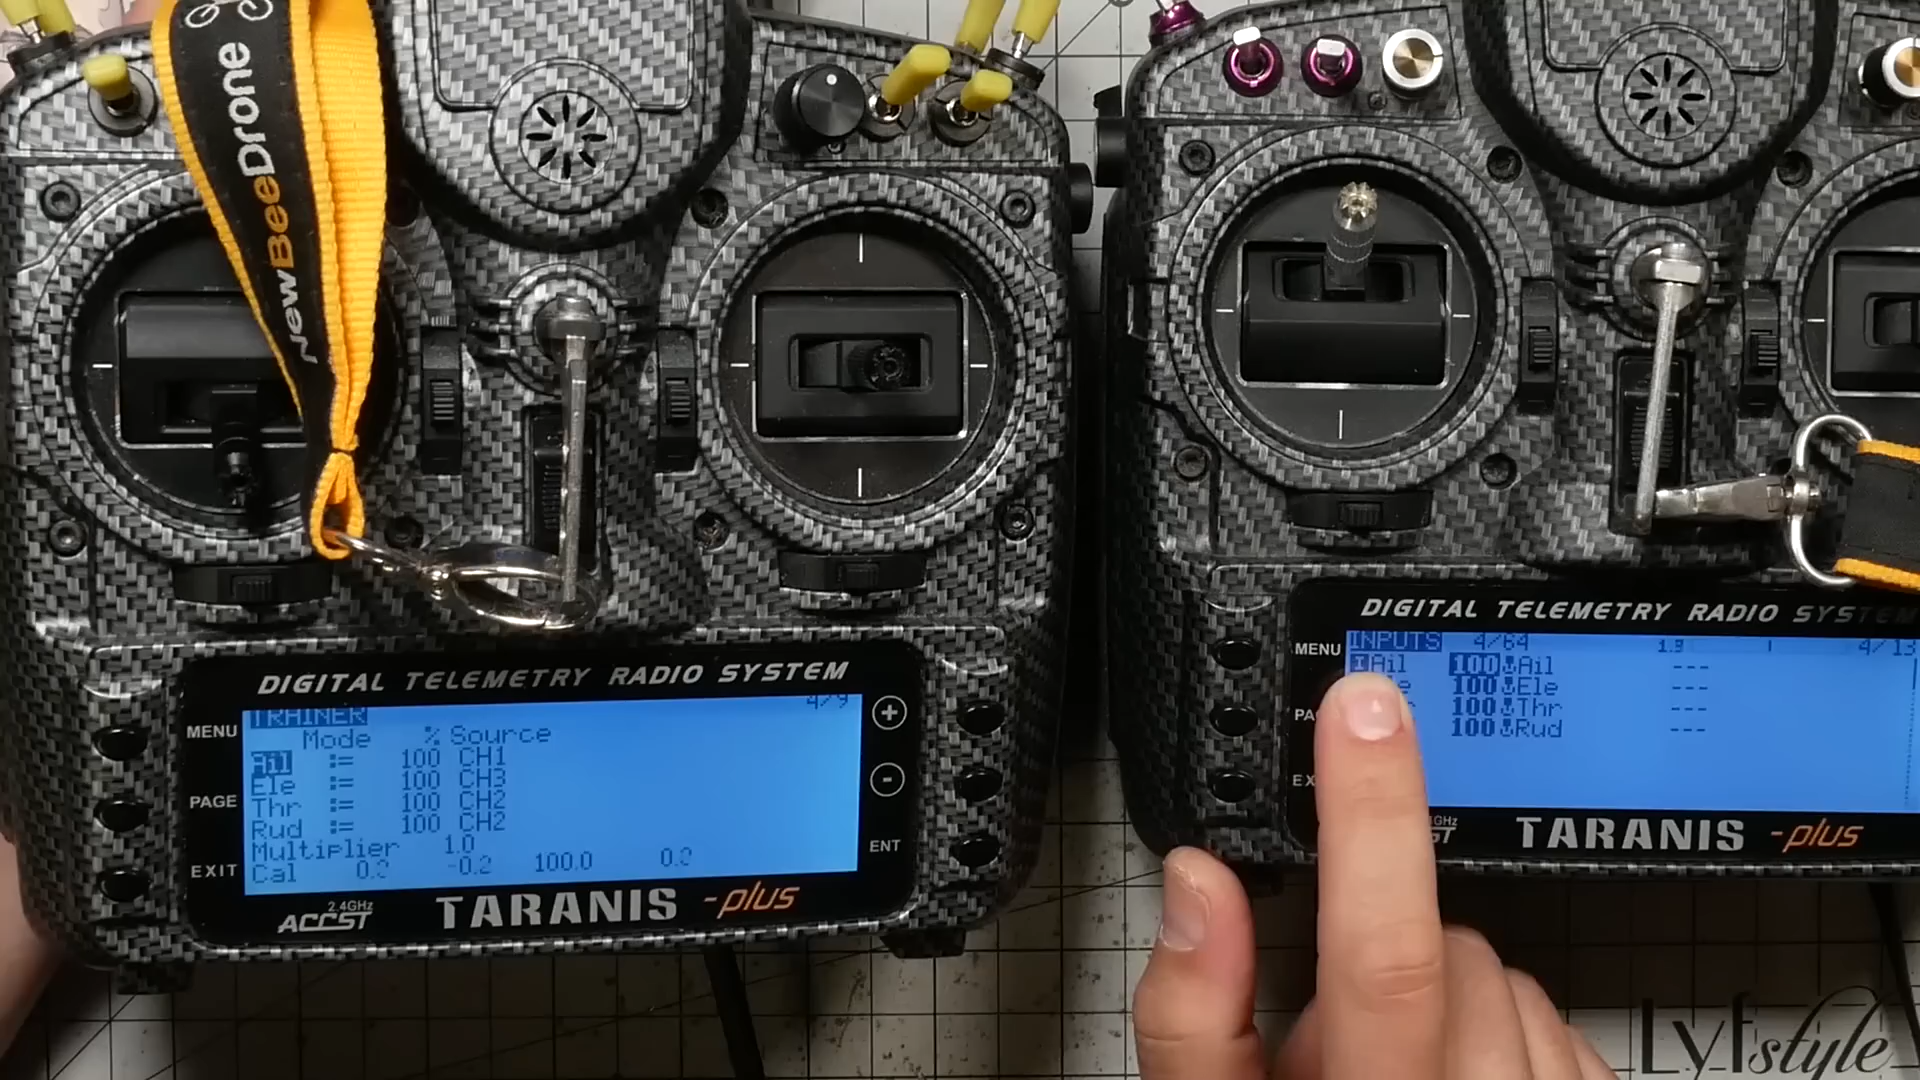 NewBeeDrone
DIGITAL TELEMETRY RADIO SYSTEM
MENU
PAGE
EXIT
TRAINER 4/9
Mode % Source
Ail := 100 CH1
Ele := 100 CH3
Thr := 100 CH2
Rud := 100 CH2
Multiplier 1.0
Cal -0.2 100.0
+
-
ENT
2.4GHz
ACCST
TARANIS -plus
DIGITAL TELEMETRY RADIO SYSTEM
MENU
INPUTS 4/64 4/13
I Ail 100 Ail ---
100 Ele ---
100 Thr ---
100 Rud ---
TARANIS -plus
Lyfstyle